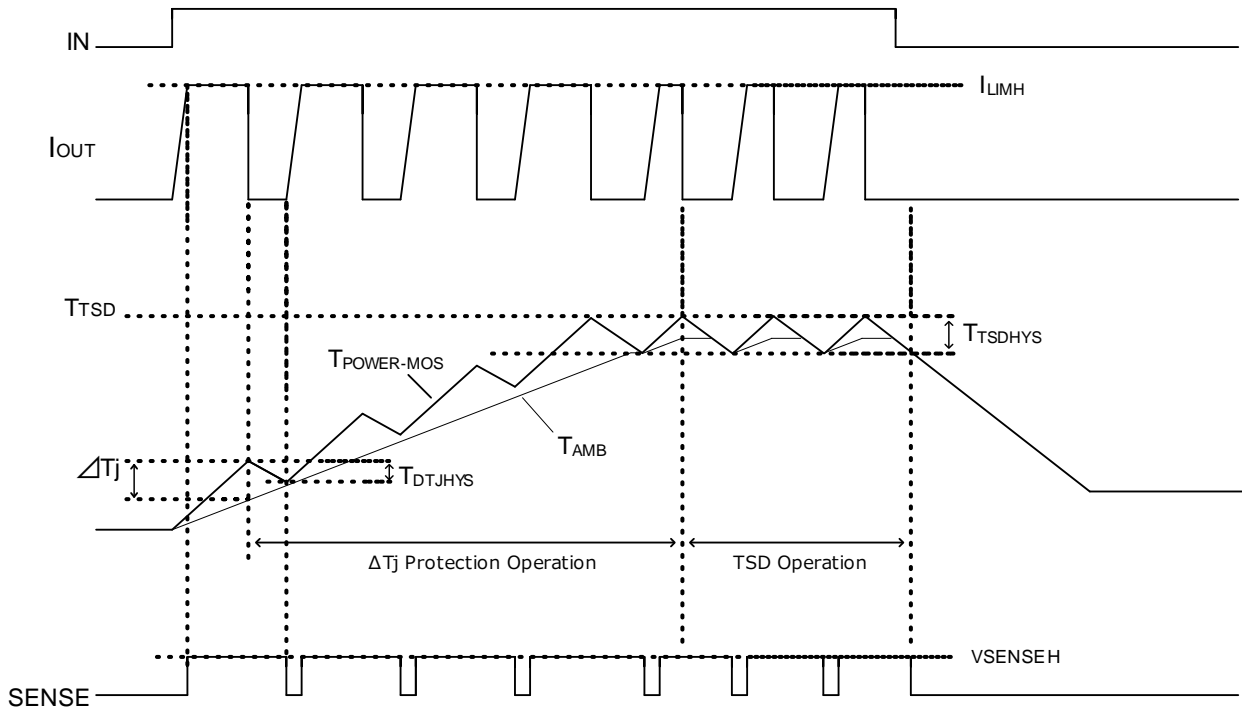 IN
ILIMH
IOUT
TTSD
TTSDHYS
TPOWER-MOS
TAMB
⊿Tj
TDTJHYS
ΔTj Protection Operation
TSD Operation
VSENSEH
SENSE